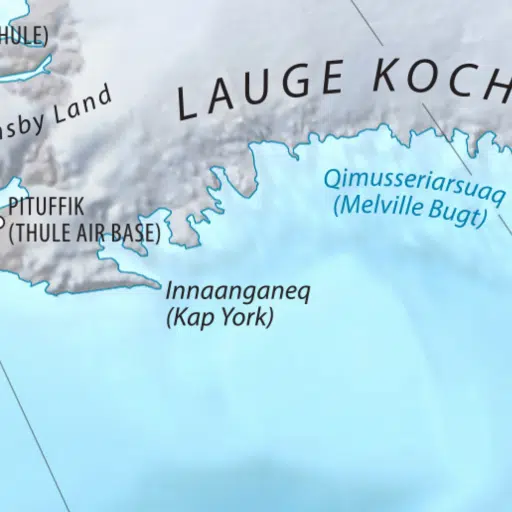 HULE)
LAUGE KOCH
sby Land
Qimusseriarsuaq
(Melville Bugt)
PITUFFIK
(THULE AIR BASE)
Innaanganeq
(Kap York)